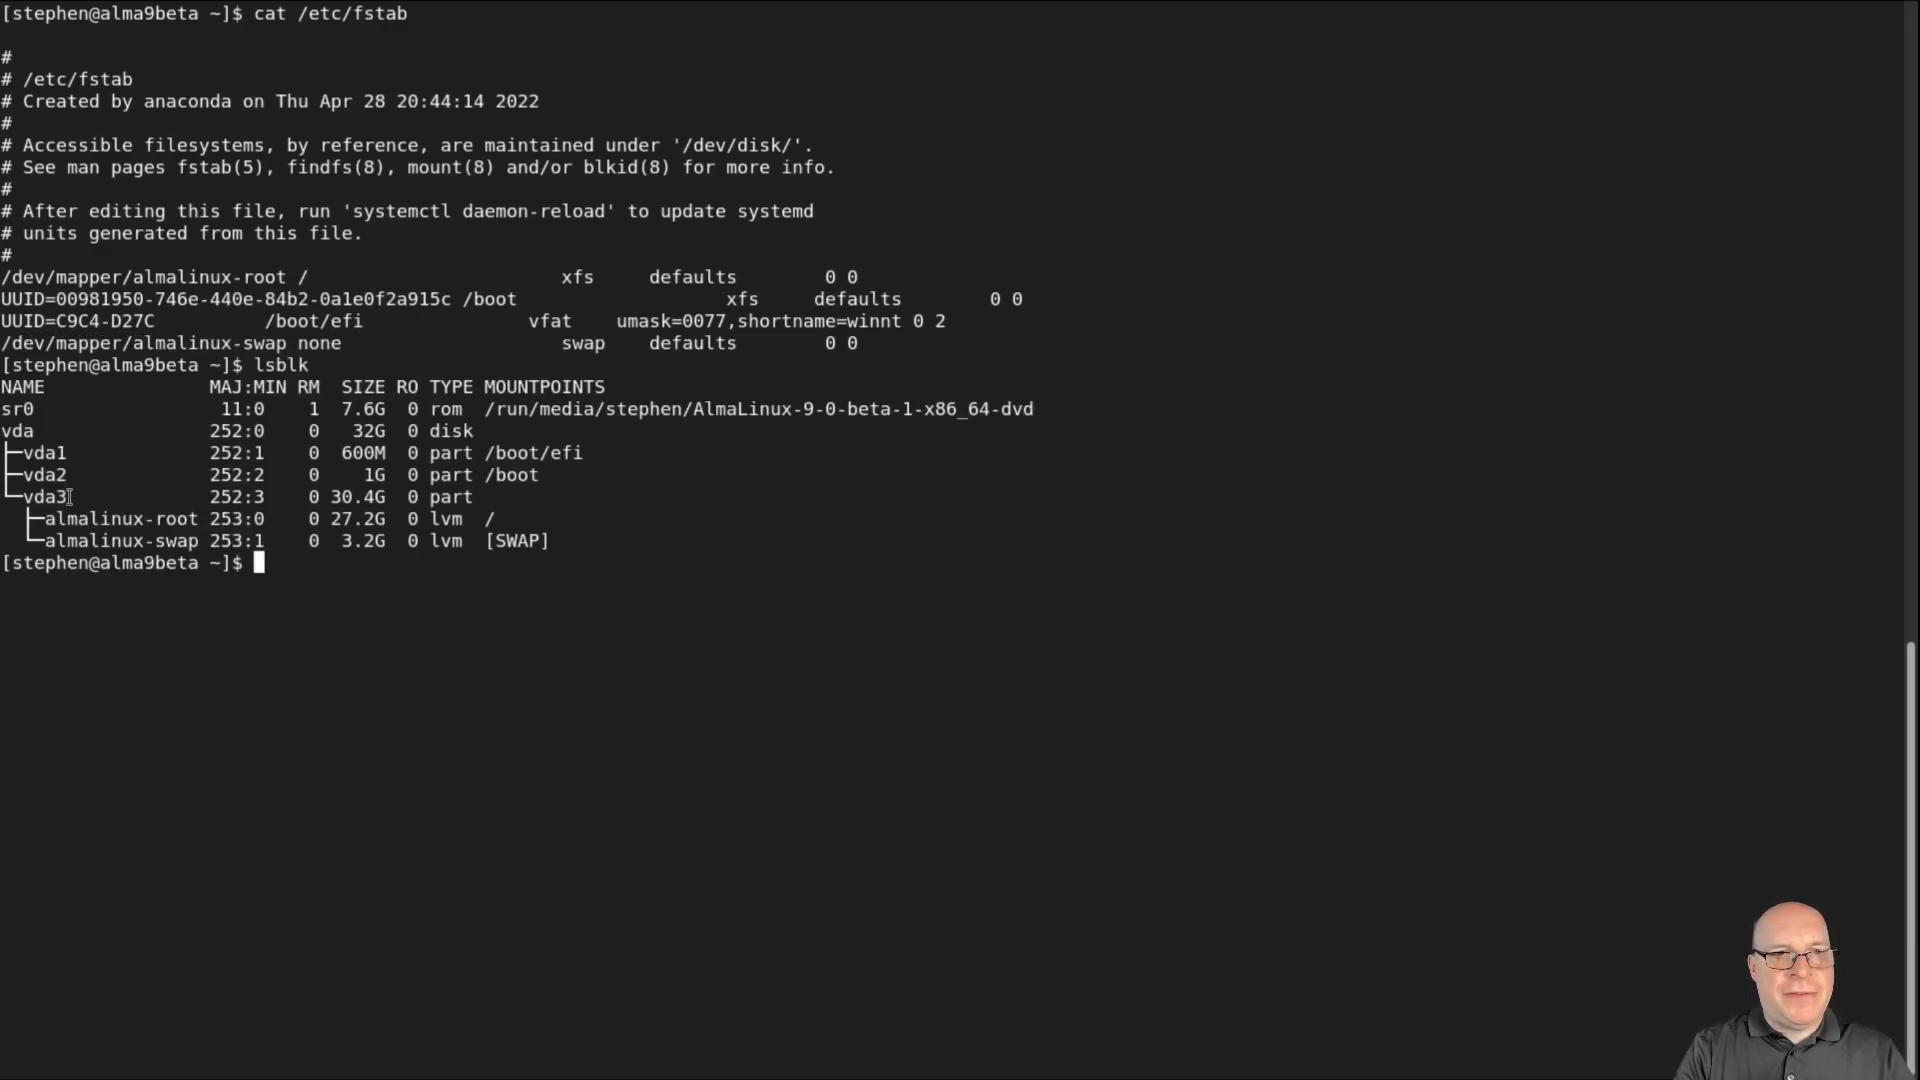 [stephen@alma9beta ~]$ cat /etc/fstab
#
# /etc/fstab
# Created by anaconda on Thu Apr 28 20:44:14 2022
#
# Accessible filesystems, by reference, are maintained under '/dev/disk/'.
# See man pages fstab(5), findfs(8), mount(8) and/or blkid(8) for more info.
#
# After editing this file, run 'systemctl daemon-reload' to update systemd
# units generated from this file.
#
/dev/mapper/almalinux-root /                       xfs     defaults        0 0
UUID=00981950-746e-440e-84b2-0a1e0f2a915c /boot                   xfs     defaults        0 0
UUID=C9C4-D27C          /boot/efi               vfat    umask=0077,shortname=winnt 0 2
/dev/mapper/almalinux-swap none                    swap    defaults        0 0
[stephen@alma9beta ~]$ lsblk
NAME               MAJ:MIN RM  SIZE RO TYPE MOUNTPOINTS
sr0                 11:0    1  7.6G  0 rom  /run/media/stephen/AlmaLinux-9-0-beta-1-x86_64-dvd
vda                252:0    0   32G  0 disk
├─vda1             252:1    0  600M  0 part /boot/efi
├─vda2             252:2    0    1G  0 part /boot
└─vda3             252:3    0 30.4G  0 part
  ├─almalinux-root 253:0    0 27.2G  0 lvm  /
  └─almalinux-swap 253:1    0  3.2G  0 lvm  [SWAP]
[stephen@alma9beta ~]$